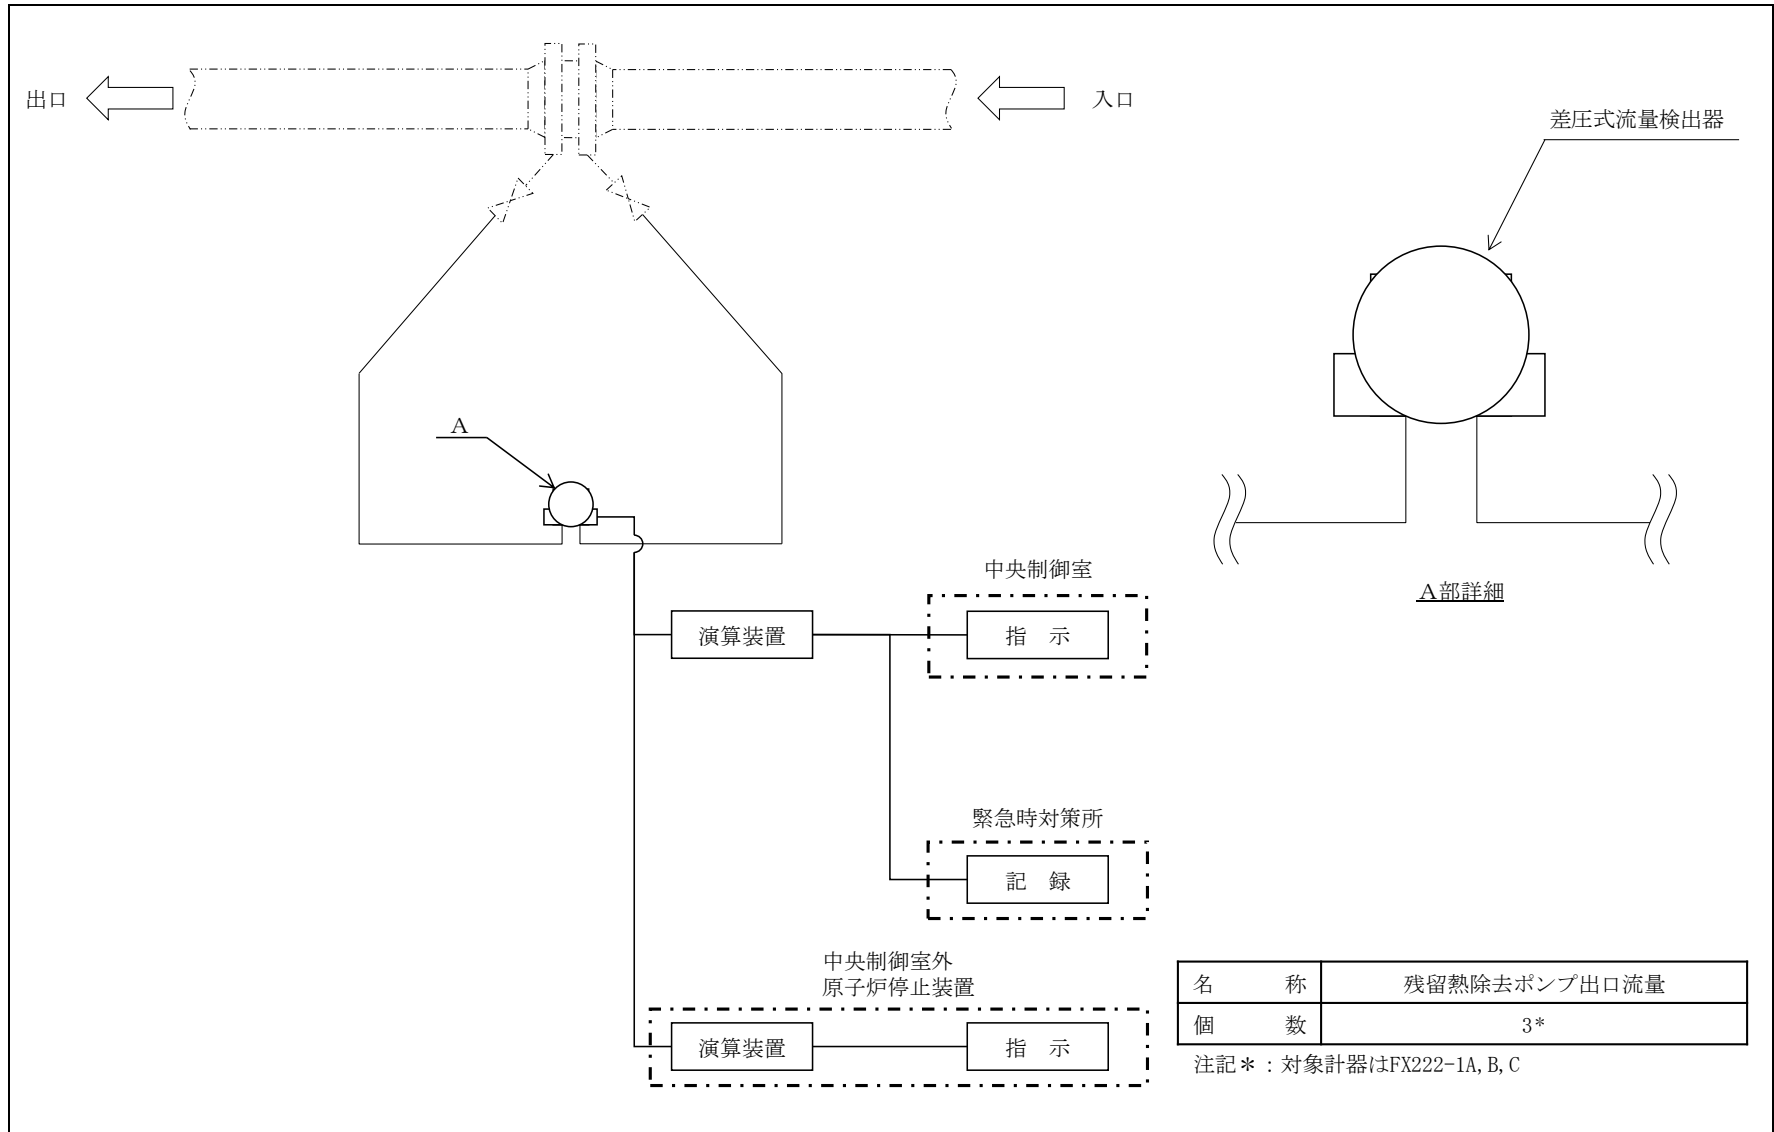 出口
入口
差圧式流量検出器
A
A部詳細
中央制御室
演算装置
指 示
緊急時対策所
記 録
中央制御室外
原子炉停止装置
演算装置
指 示
名 称 残留熱除去ポンプ出口流量
個 数 3*
注記*:対象計器はFX222-1A,B,C